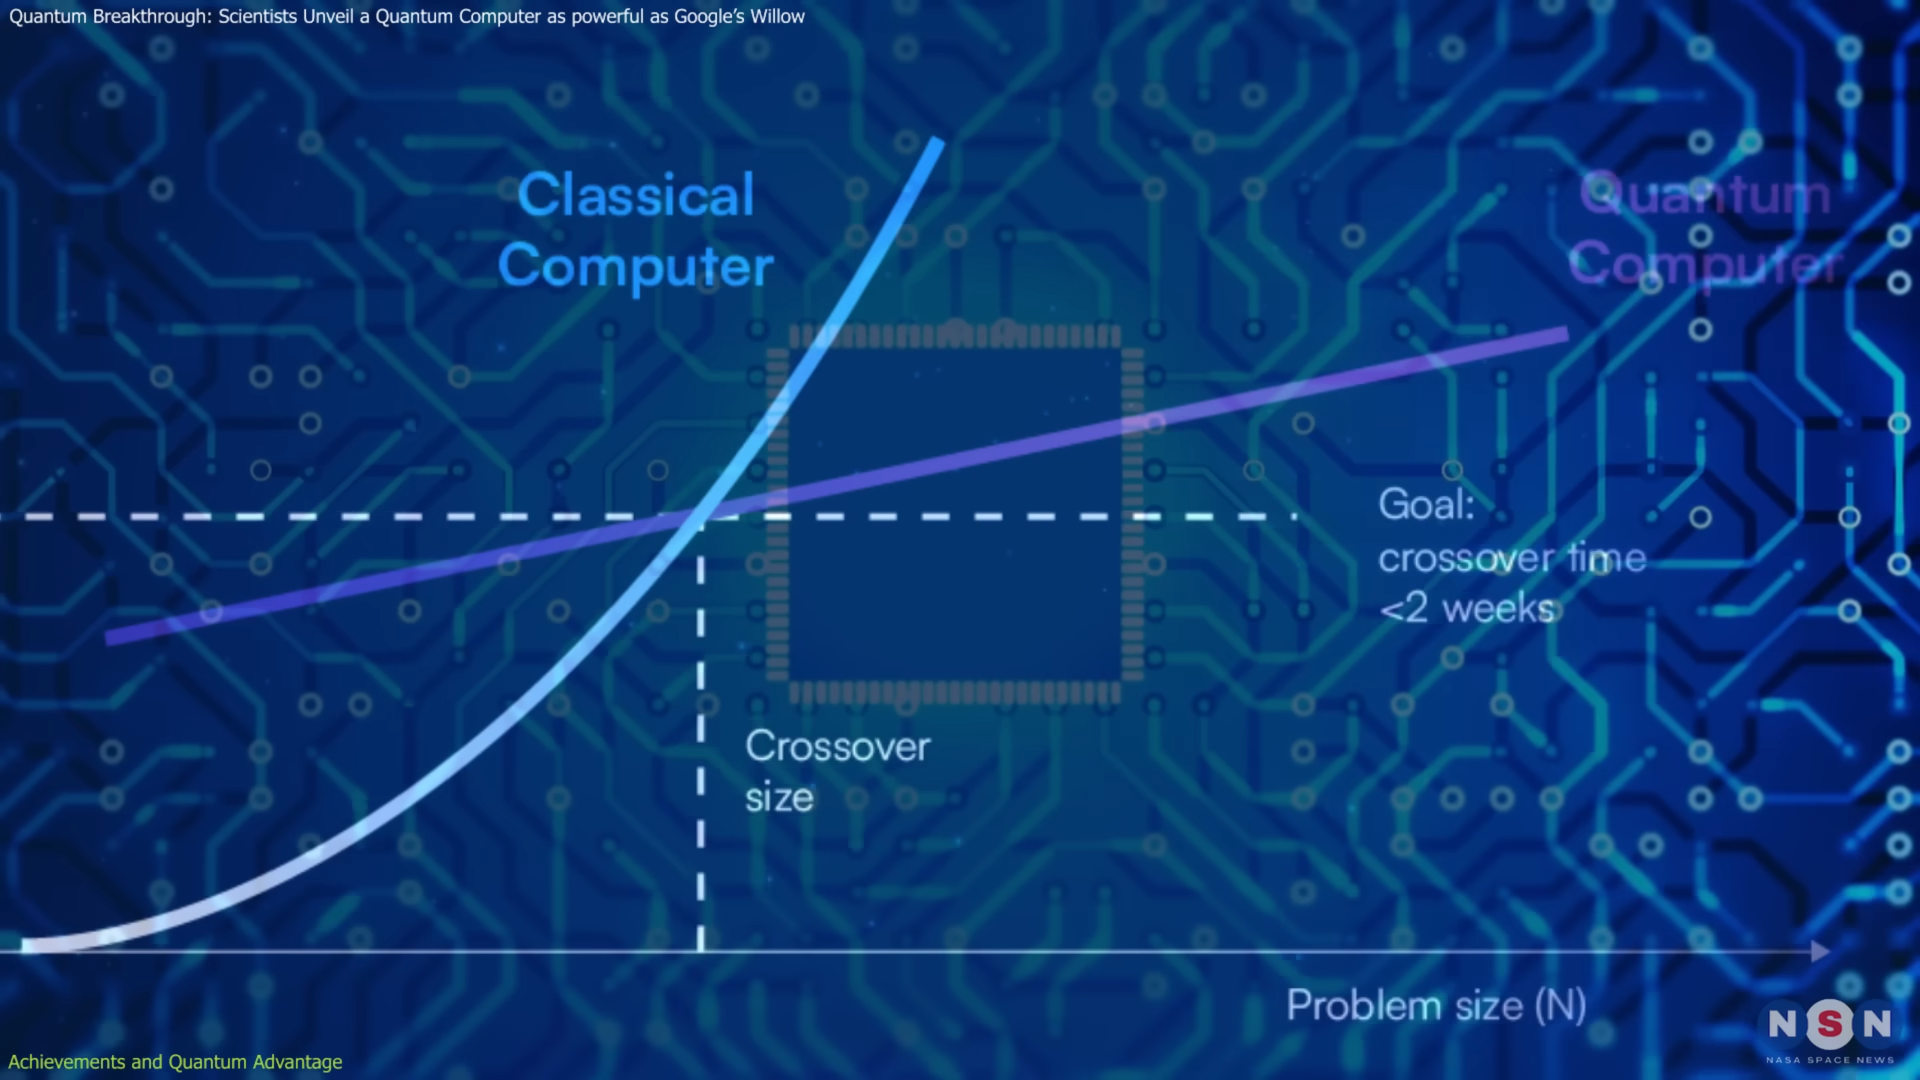 Quantum Breakthrough: Scientists Unveil a Quantum Computer as powerful as Google's Willow
Classical
Computer
Quantum
Computer
Goal:
crossover time
<2 weeks
Crossover
size
Problem size (N)
NSN
NASA SPACE NEWS
Achievements and Quantum Advantage